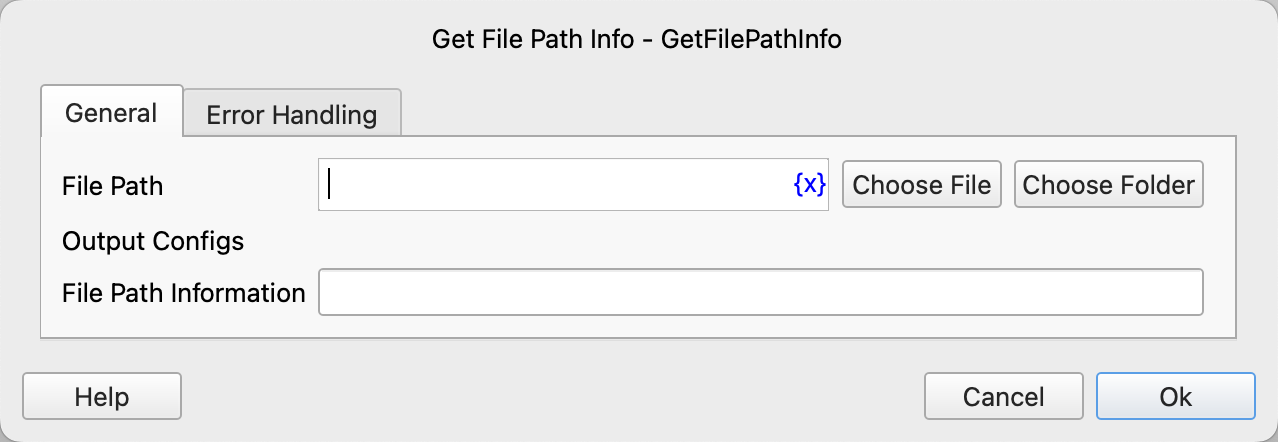 Get File Path Info - GetFilePathInfo
General
Error Handling
File Path
{x}
Choose File
Choose Folder
Output Configs
File Path Information
Help
Cancel
Ok